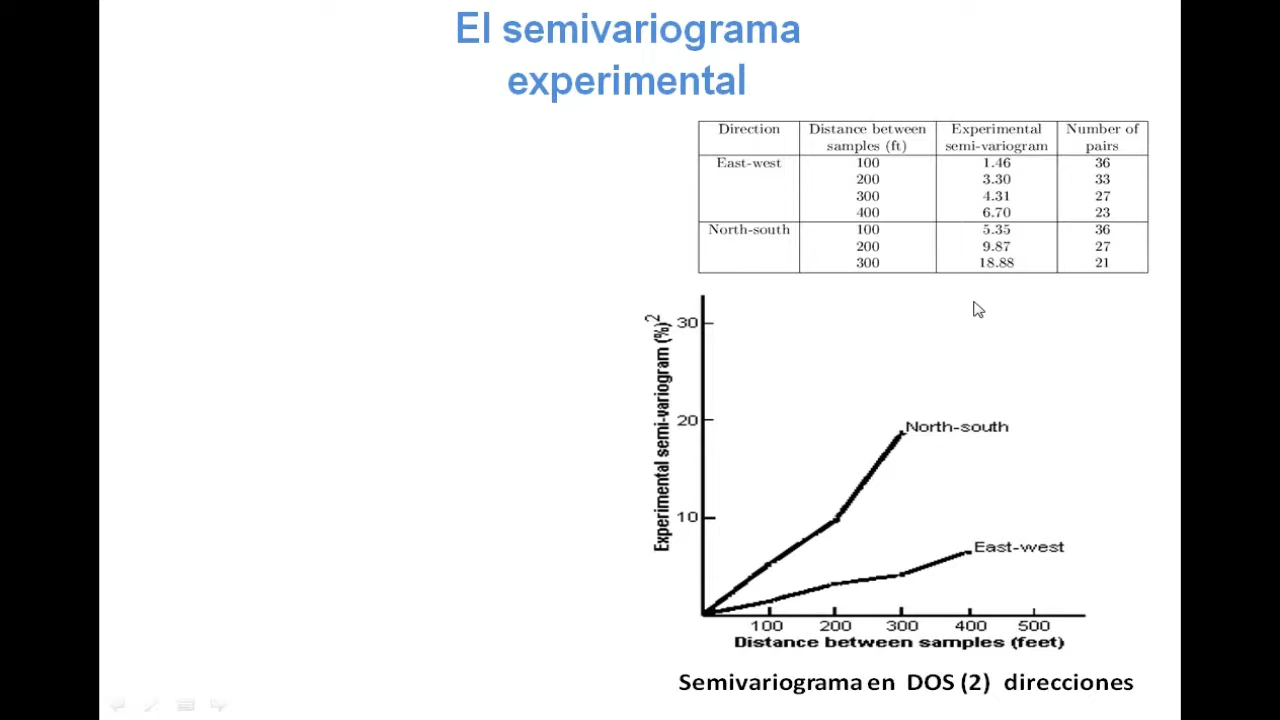 El semivariograma
experimental
Direction Distance between Experimental Number of
samples (ft) semi-variogram pairs
East-west 100 1.46 36
200 3.30 33
300 4.31 27
400 6.70 23
North-south 100 5.35 36
200 9.87 27
300 18.88 21
Experimental semi-variogram (%)2
30
20
10
North-south
East-west
100 200 300 400 500
Distance between samples (feet)
Semivariograma en DOS (2) direcciones